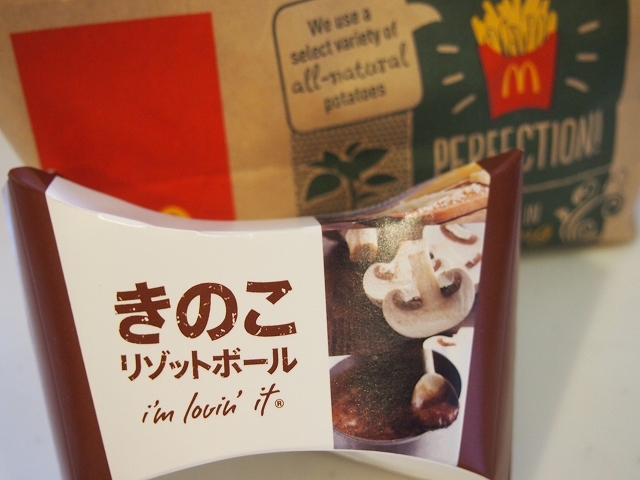 We use a
select variety of
all-natural
potatoes
PERFECTION!
IN
きのこ
リゾットボール
i'm lovin' it®